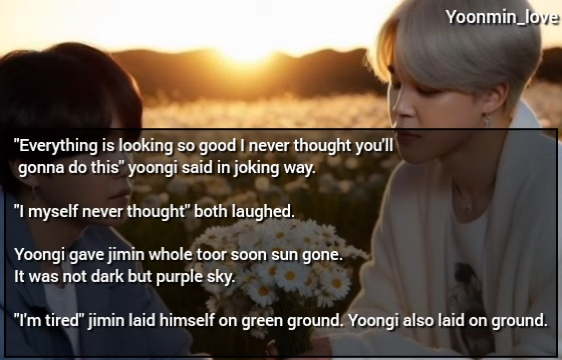 Yoonmin_love
"Everything is looking so good I never thought you'll
gonna do this" yoongi said in joking way.
"I myself never thought" both laughed.
Yoongi gave jimin whole toor soon sun gone.
It was not dark but purple sky.
"I'm tired" jimin laid himself on green ground. Yoongi also laid on ground.